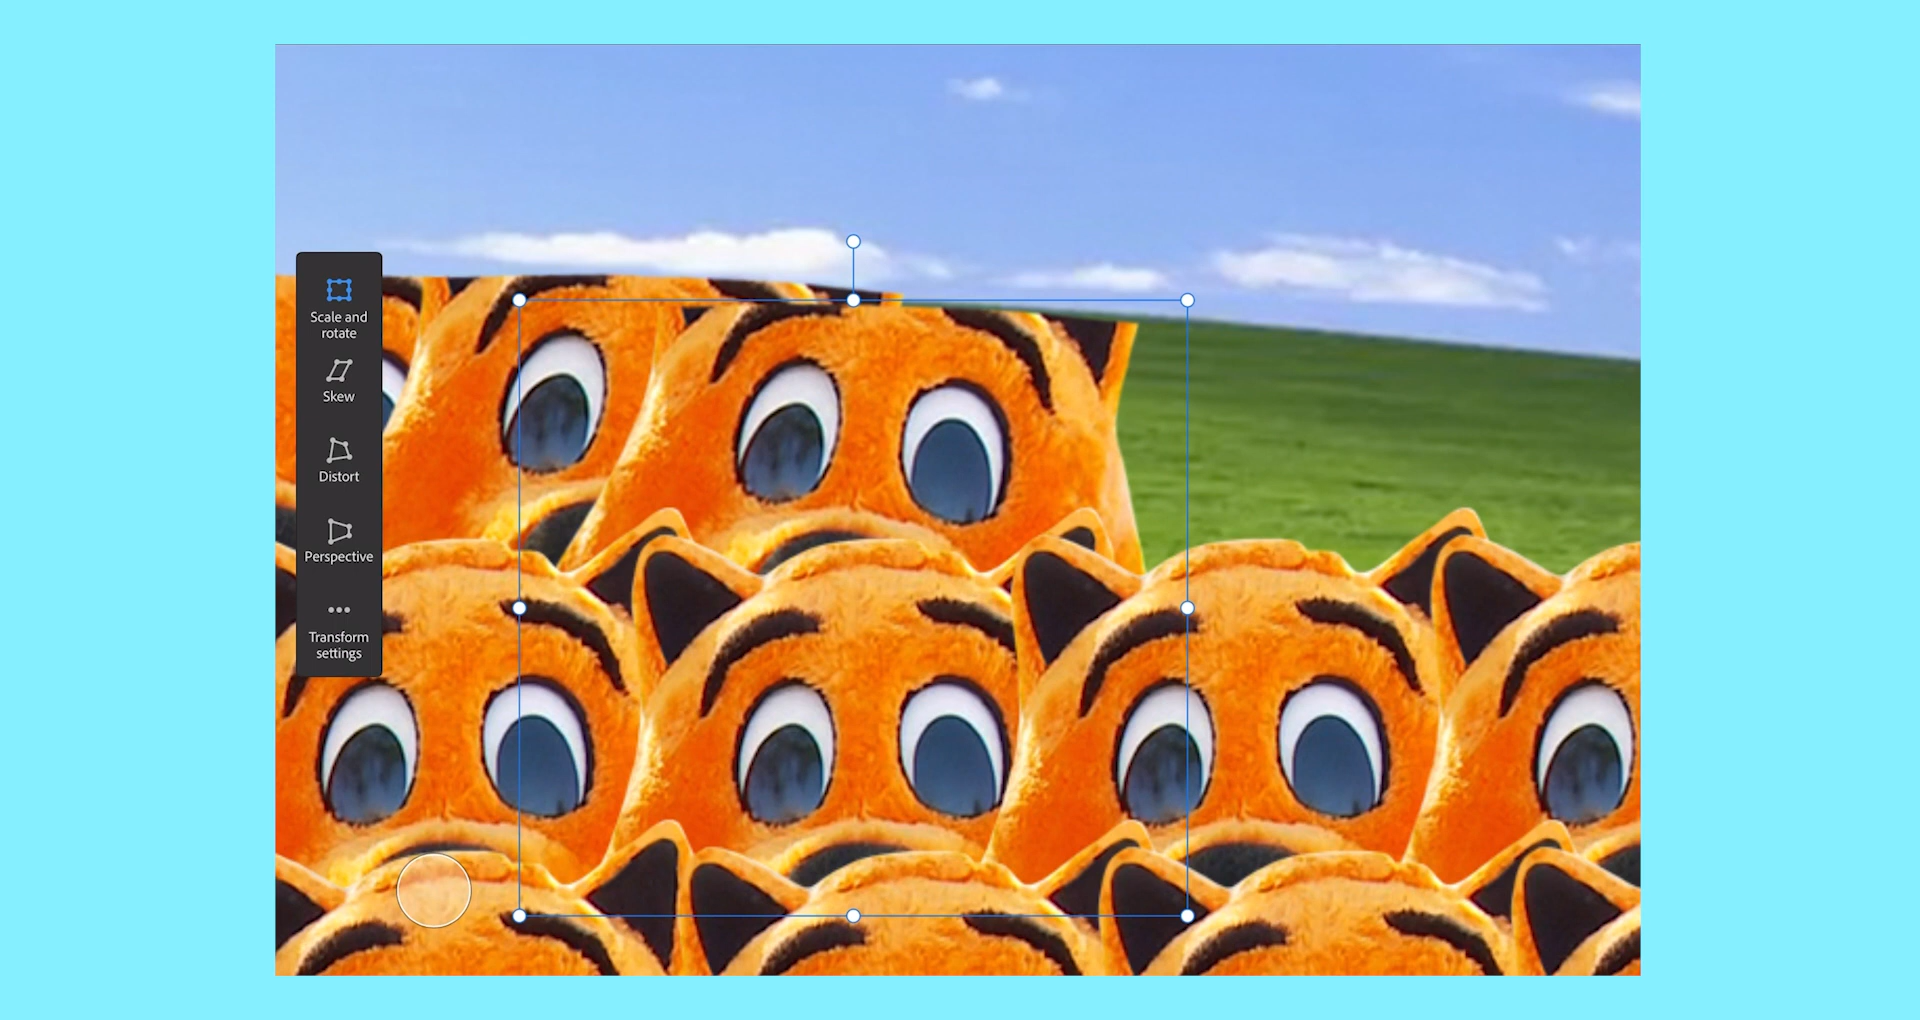 Scale and
rotate
Skew
Distort
Perspective
Transform
settings